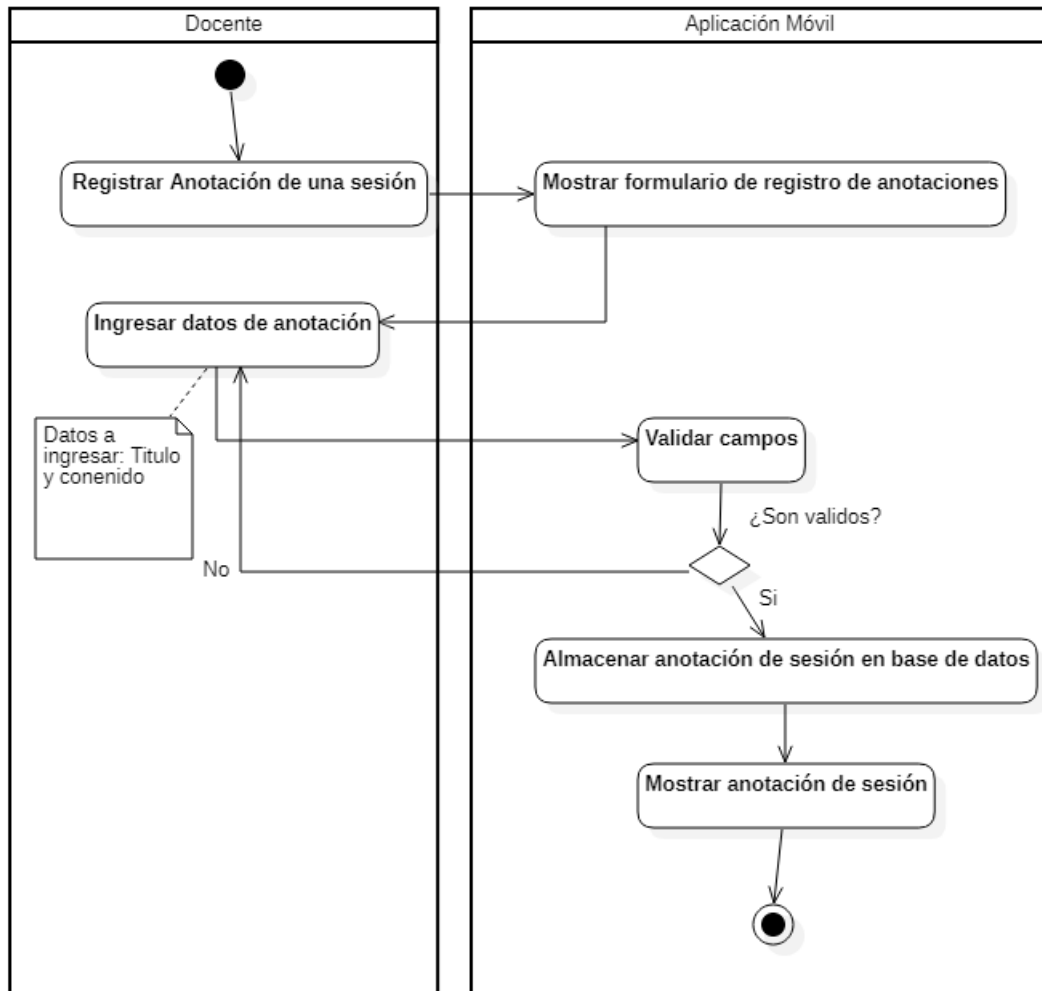 Docente
Aplicación Móvil
Registrar Anotación de una sesión
Mostrar formulario de registro de anotaciones
Ingresar datos de anotación
Datos a
ingresar: Titulo
y conenido
Validar campos
¿Son validos?
No
Si
Almacenar anotación de sesión en base de datos
Mostrar anotación de sesión